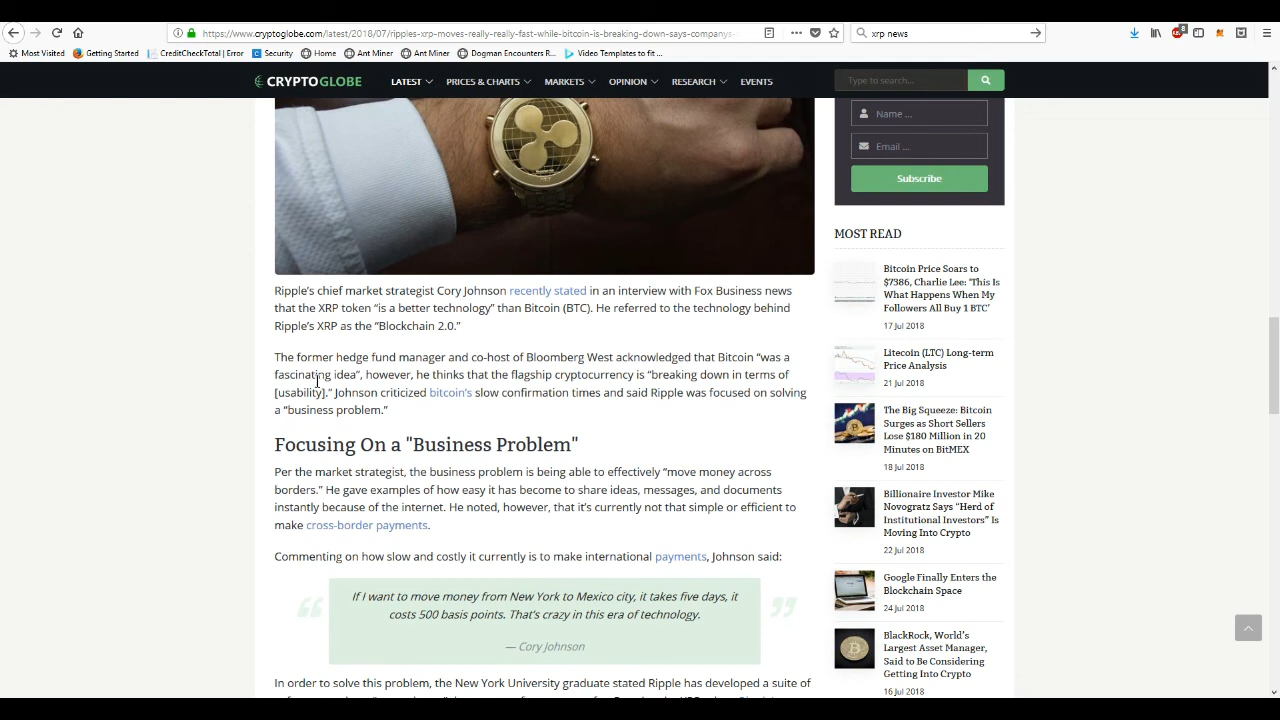 https://www.cryptoglobe.com/latest/2018/07/ripples-xrp-moves-really-really-fast-while-bitcoin-is-breaking-down-says-companys-
xrp news
8
Most Visited
Getting Started
CreditCheckTotal | Error
Security
Home
Ant Miner
Ant Miner
Dogman Encounters R...
Video Templates to fit ...
CRYPTOGLOBE
LATEST
PRICES & CHARTS
MARKETS
OPINION
RESEARCH
EVENTS
Type to search...
Name ...
Email ...
Subscribe
Ripple's chief market strategist Cory Johnson recently stated in an interview with Fox Business news
that the XRP token “is a better technology” than Bitcoin (BTC). He referred to the technology behind
Ripple's XRP as the “Blockchain 2.0.”
The former hedge fund manager and co-host of Bloomberg West acknowledged that Bitcoin “was a
fascinating idea”, however, he thinks that the flagship cryptocurrency is “breaking down in terms of
[usability].” Johnson criticized bitcoin's slow confirmation times and said Ripple was focused on solving
a “business problem.”
Focusing On a "Business Problem"
Per the market strategist, the business problem is being able to effectively “move money across
borders.” He gave examples of how easy it has become to share ideas, messages, and documents
instantly because of the internet. He noted, however, that it's currently not that simple or efficient to
make cross-border payments.
Commenting on how slow and costly it currently is to make international payments, Johnson said:
If I want to move money from New York to Mexico city, it takes five days, it
costs 500 basis points. That's crazy in this era of technology.
— Cory Johnson
In order to solve this problem, the New York University graduate stated Ripple has developed a suite of
MOST READ
Bitcoin Price Soars to
$7386, Charlie Lee: 'This Is
What Happens When My
Followers All Buy 1 BTC'
17 Jul 2018
Litecoin (LTC) Long-term
Price Analysis
21 Jul 2018
The Big Squeeze: Bitcoin
Surges as Short Sellers
Lose $180 Million in 20
Minutes on BitMEX
18 Jul 2018
Billionaire Investor Mike
Novogratz Says “Herd of
Institutional Investors” Is
Moving Into Crypto
22 Jul 2018
Google Finally Enters the
Blockchain Space
24 Jul 2018
BlackRock, World's
Largest Asset Manager,
Said to Be Considering
Getting Into Crypto
16 Jul 2018